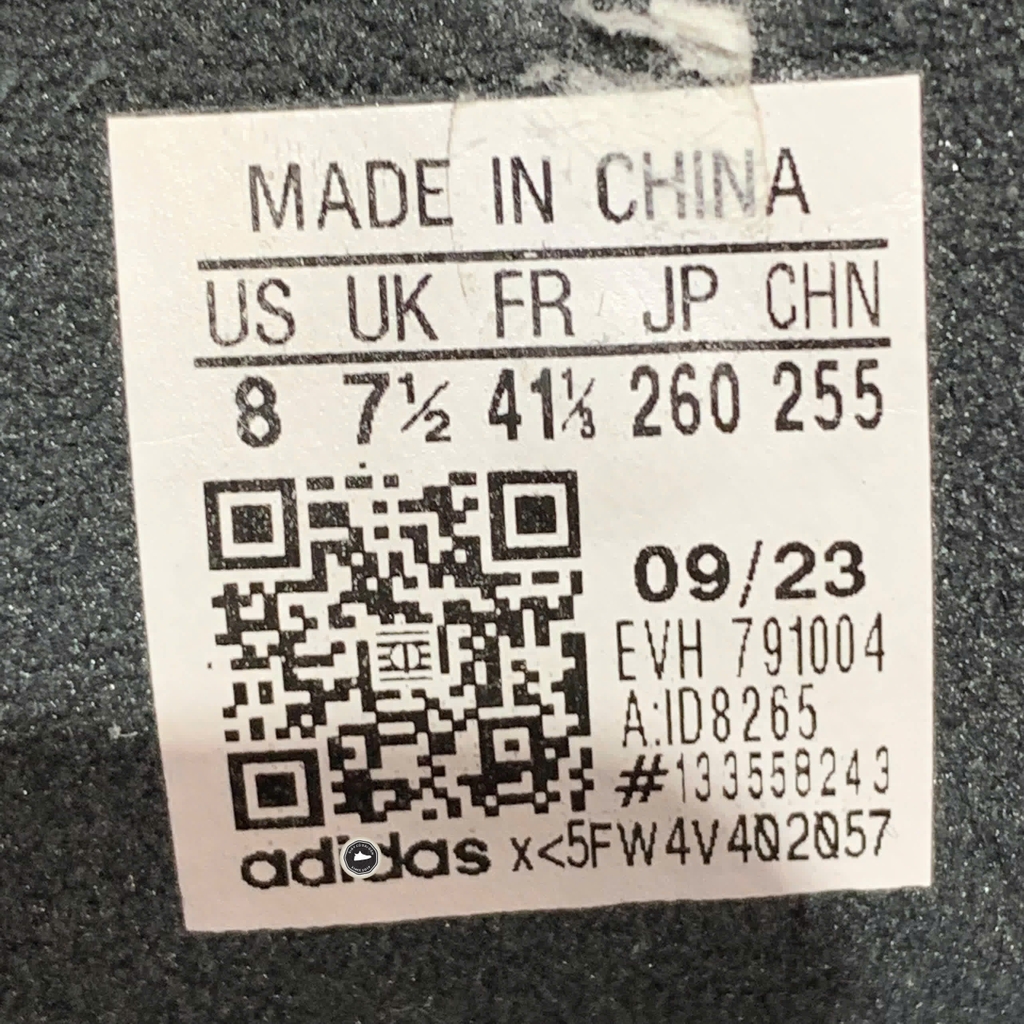 MADE IN CHINA
US UK FR JP CHN
8 7½ 41⅓ 260 255
09/23
EVH 791004
A:ID8265
#133558243
adidas x<5FW4V402057